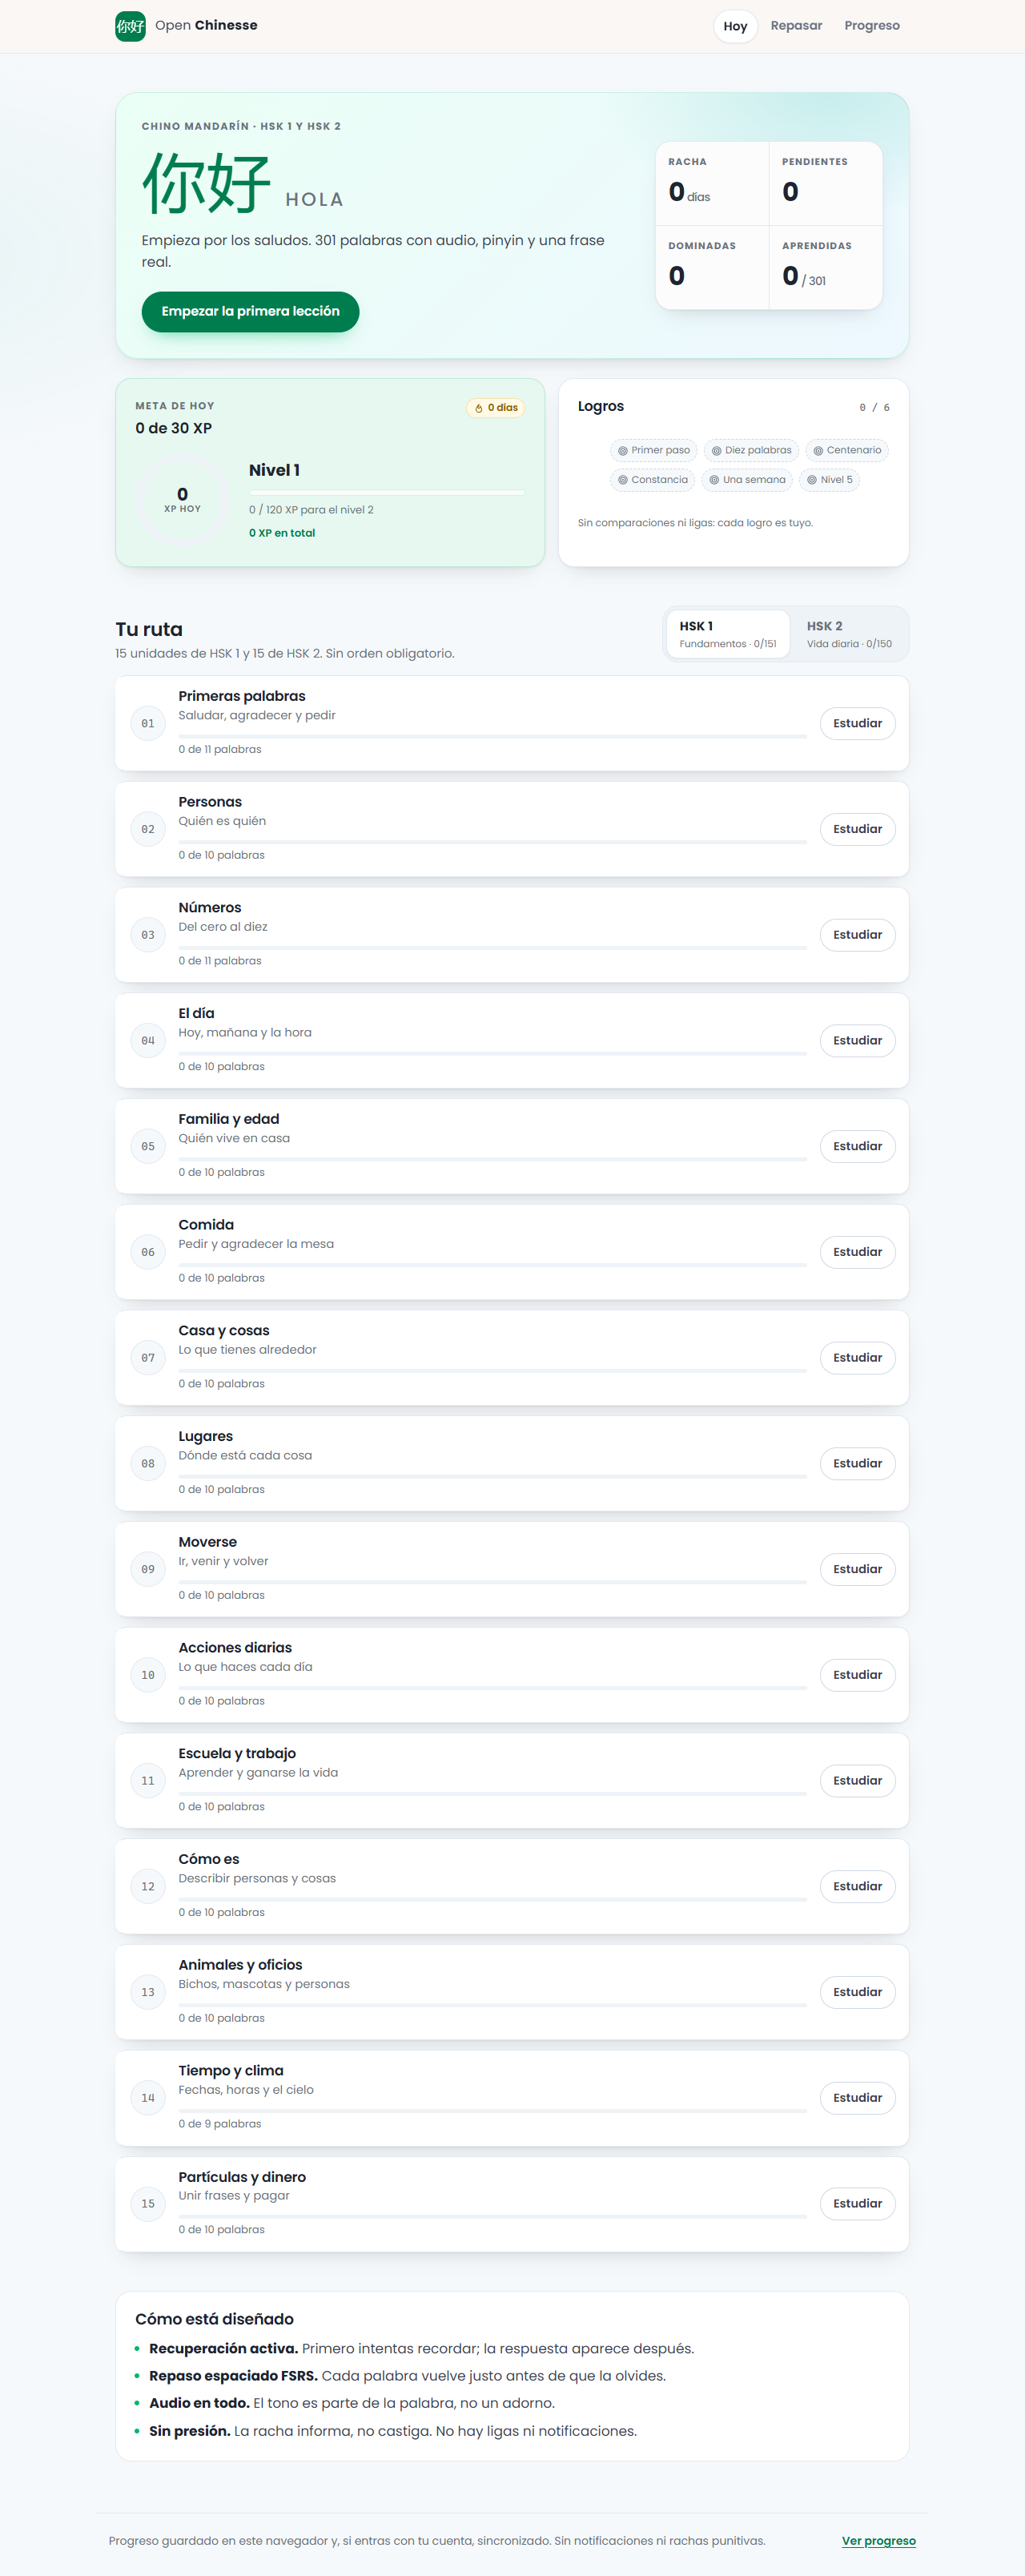 你好 Open Chinesse
Hoy Repasar Progreso
CHINO MANDARÍN · HSK 1 Y HSK 2
你好 HOLA
Empieza por los saludos. 301 palabras con audio, pinyin y una frase
real.
Empezar la primera lección
RACHA
0 días
PENDIENTES
0
DOMINADAS
0
APRENDIDAS
0 / 301
META DE HOY
0 de 30 XP
0 días
0
XP HOY
Nivel 1
0 / 120 XP para el nivel 2
0 XP en total
Logros
0 / 6
Primer paso Diez palabras Centenario
Constancia Una semana Nivel 5
Sin comparaciones ni ligas: cada logro es tuyo.
Tu ruta
15 unidades de HSK 1 y 15 de HSK 2. Sin orden obligatorio.
HSK 1
Fundamentos · 0/151
HSK 2
Vida diaria · 0/150
01
Primeras palabras
Saludar, agradecer y pedir
0 de 11 palabras
Estudiar
02
Personas
Quién es quién
0 de 10 palabras
Estudiar
03
Números
Del cero al diez
0 de 11 palabras
Estudiar
04
El día
Hoy, mañana y la hora
0 de 10 palabras
Estudiar
05
Familia y edad
Quién vive en casa
0 de 10 palabras
Estudiar
06
Comida
Pedir y agradecer la mesa
0 de 10 palabras
Estudiar
07
Casa y cosas
Lo que tienes alrededor
0 de 10 palabras
Estudiar
08
Lugares
Dónde está cada cosa
0 de 10 palabras
Estudiar
09
Moverse
Ir, venir y volver
0 de 10 palabras
Estudiar
10
Acciones diarias
Lo que haces cada día
0 de 10 palabras
Estudiar
11
Escuela y trabajo
Aprender y ganarse la vida
0 de 10 palabras
Estudiar
12
Cómo es
Describir personas y cosas
0 de 10 palabras
Estudiar
13
Animales y oficios
Bichos, mascotas y personas
0 de 10 palabras
Estudiar
14
Tiempo y clima
Fechas, horas y el cielo
0 de 9 palabras
Estudiar
15
Partículas y dinero
Unir frases y pagar
0 de 10 palabras
Estudiar
Cómo está diseñado
Recuperación activa. Primero intentas recordar; la respuesta aparece después.
Repaso espaciado FSRS. Cada palabra vuelve justo antes de que la olvides.
Audio en todo. El tono es parte de la palabra, no un adorno.
Sin presión. La racha informa, no castiga. No hay ligas ni notificaciones.
Progreso guardado en este navegador y, si entras con tu cuenta, sincronizado. Sin notificaciones ni rachas punitivas.
Ver progreso